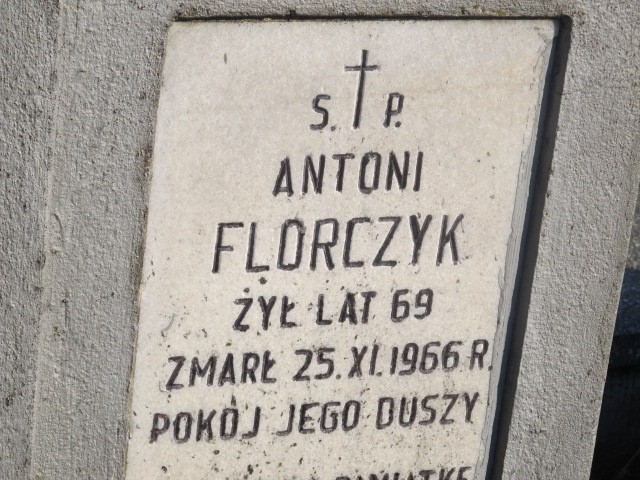 S. P.
ANTONI
FLORCZYK
ŻYŁ LAT 69
ZMARŁ 25.XI.1966 R.
POKÓJ JEGO DUSZY